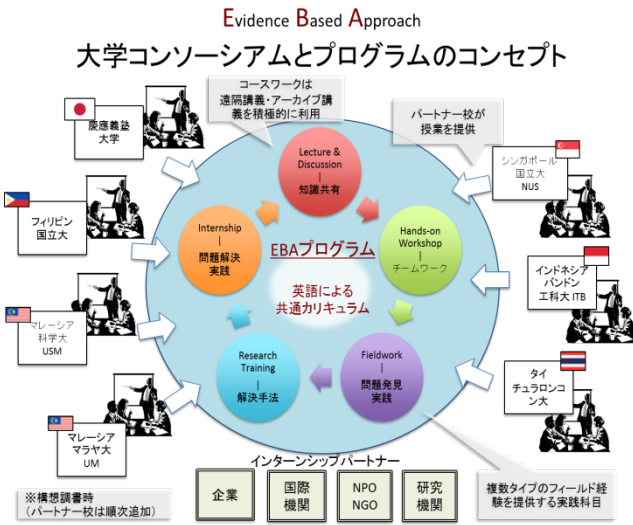 Evidence Based Approach
大学コンソーシアムとプログラムのコンセプト
コースワークは
遠隔講義・アーカイブ講
義を積極的に利用
パートナー校が
授業を提供
慶應義塾
大学
フィリピン
国立大
マレーシア
科学大
USM
マレーシア
マラヤ大
UM
シンガポール
国立大
NUS
インドネシア
バンドン
工科大 ITB
タイ
チュラロンコ
ン大
Lecture &
Discussion
|
知識共有
Hands-on
Workshop
|
チームワーク
Fieldwork
|
問題発見
実践
Research
Training
|
解決手法
Internship
|
問題解決
実践
EBAプログラム
英語による
共通カリキュラム
インターンシップパートナー
企業
国際
機関
NPO
NGO
研究
機関
※構想調書時
(パートナー校は順次追加)
複数タイプのフィールド経
験を提供する実践科目